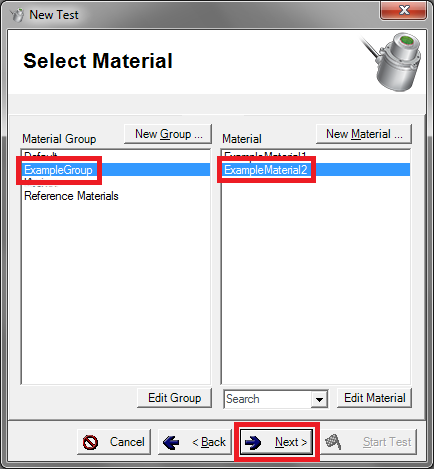 New Test
Select Material
Material Group
New Group ...
Material
New Material ...
Default
ExampleGroup
Reference Materials
ExampleMaterial1
ExampleMaterial2
Edit Group
Search
Edit Material
Cancel
< Back
Next >
Start Test